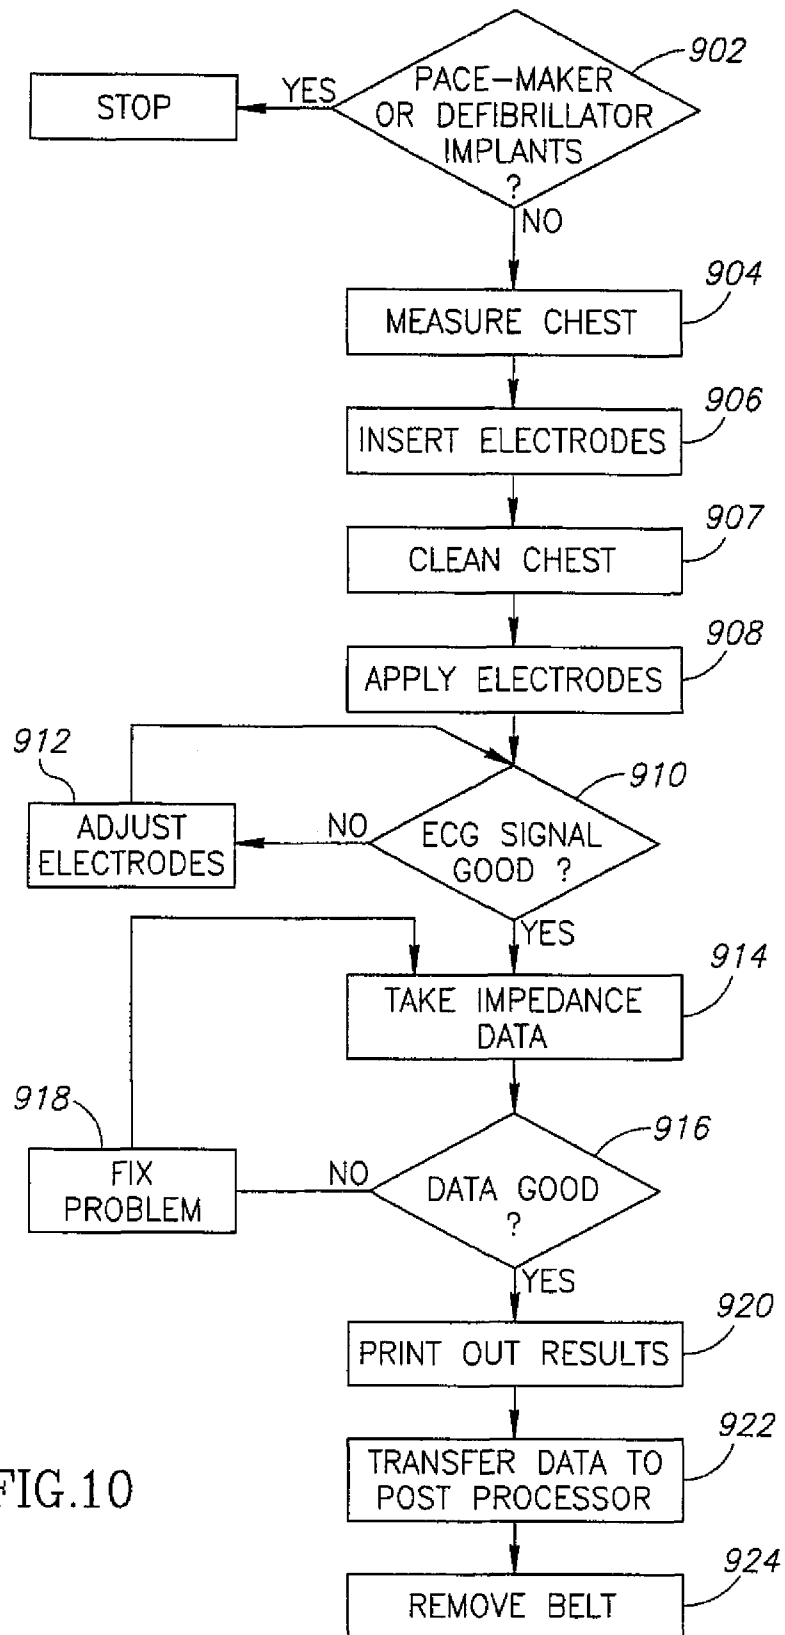 902
PACE-MAKER
OR DEFIBRILLATOR
IMPLANTS
?
YES
STOP
NO
904
MEASURE CHEST
906
INSERT ELECTRODES
907
CLEAN CHEST
908
APPLY ELECTRODES
912
ADJUST
ELECTRODES
910
ECG SIGNAL
GOOD ?
NO
YES
914
TAKE IMPEDANCE
DATA
918
FIX
PROBLEM
916
DATA GOOD
?
NO
YES
920
PRINT OUT RESULTS
922
TRANSFER DATA TO
POST PROCESSOR
FIG.10
924
REMOVE BELT